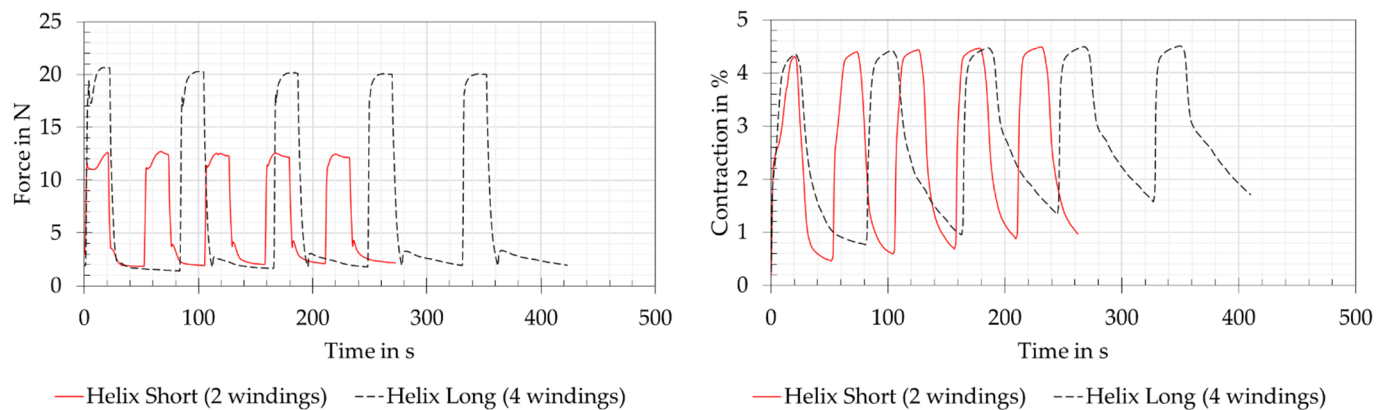 Force in N
25
20
15
10
5
0
0 100 200 300 400 500
Time in s
Helix Short (2 windings) Helix Long (4 windings)
Contraction in %
5
4
3
2
1
0
0 100 200 300 400 500
Time in s
Helix Short (2 windings) Helix Long (4 windings)